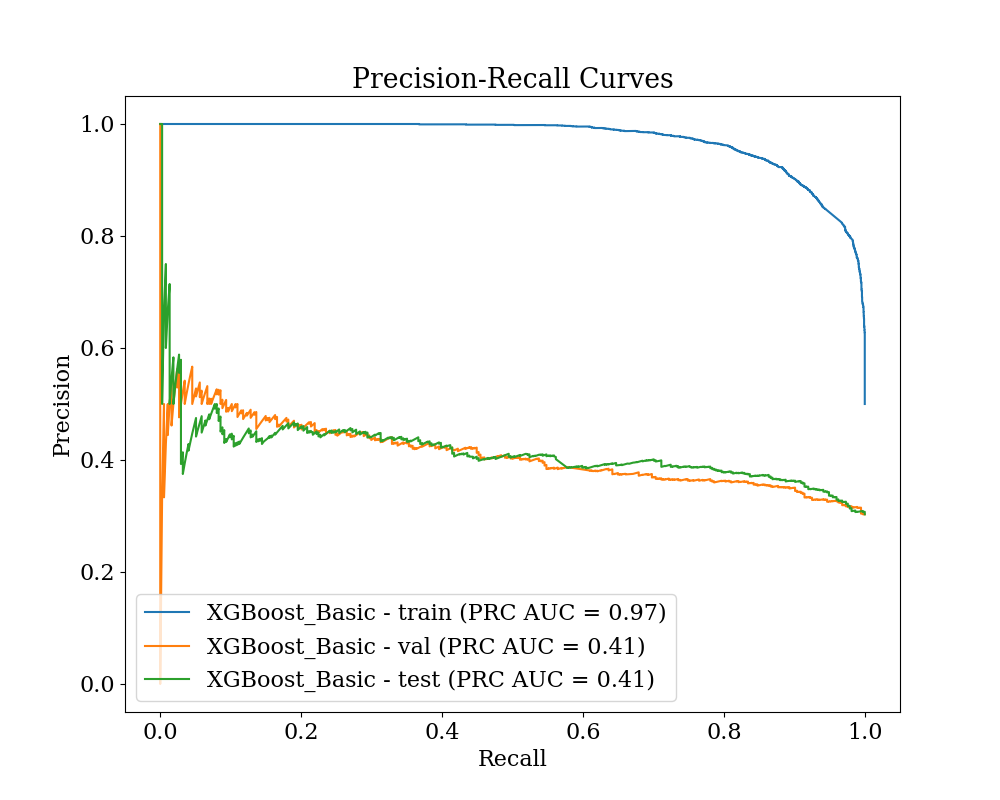 Precision-Recall Curves
1.0
0.8
0.6
0.4
0.2
0.0
Precision
XGBoost_Basic - train (PRC AUC = 0.97)
XGBoost_Basic - val (PRC AUC = 0.41)
XGBoost_Basic - test (PRC AUC = 0.41)
0.0 0.2 0.4 0.6 0.8 1.0
Recall